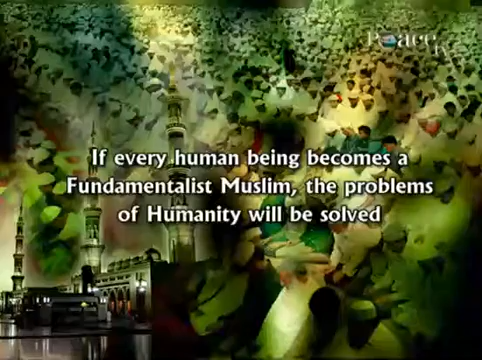 Peace TV
If every human being becomes a
Fundamentalist Muslim, the problems
of Humanity will be solved